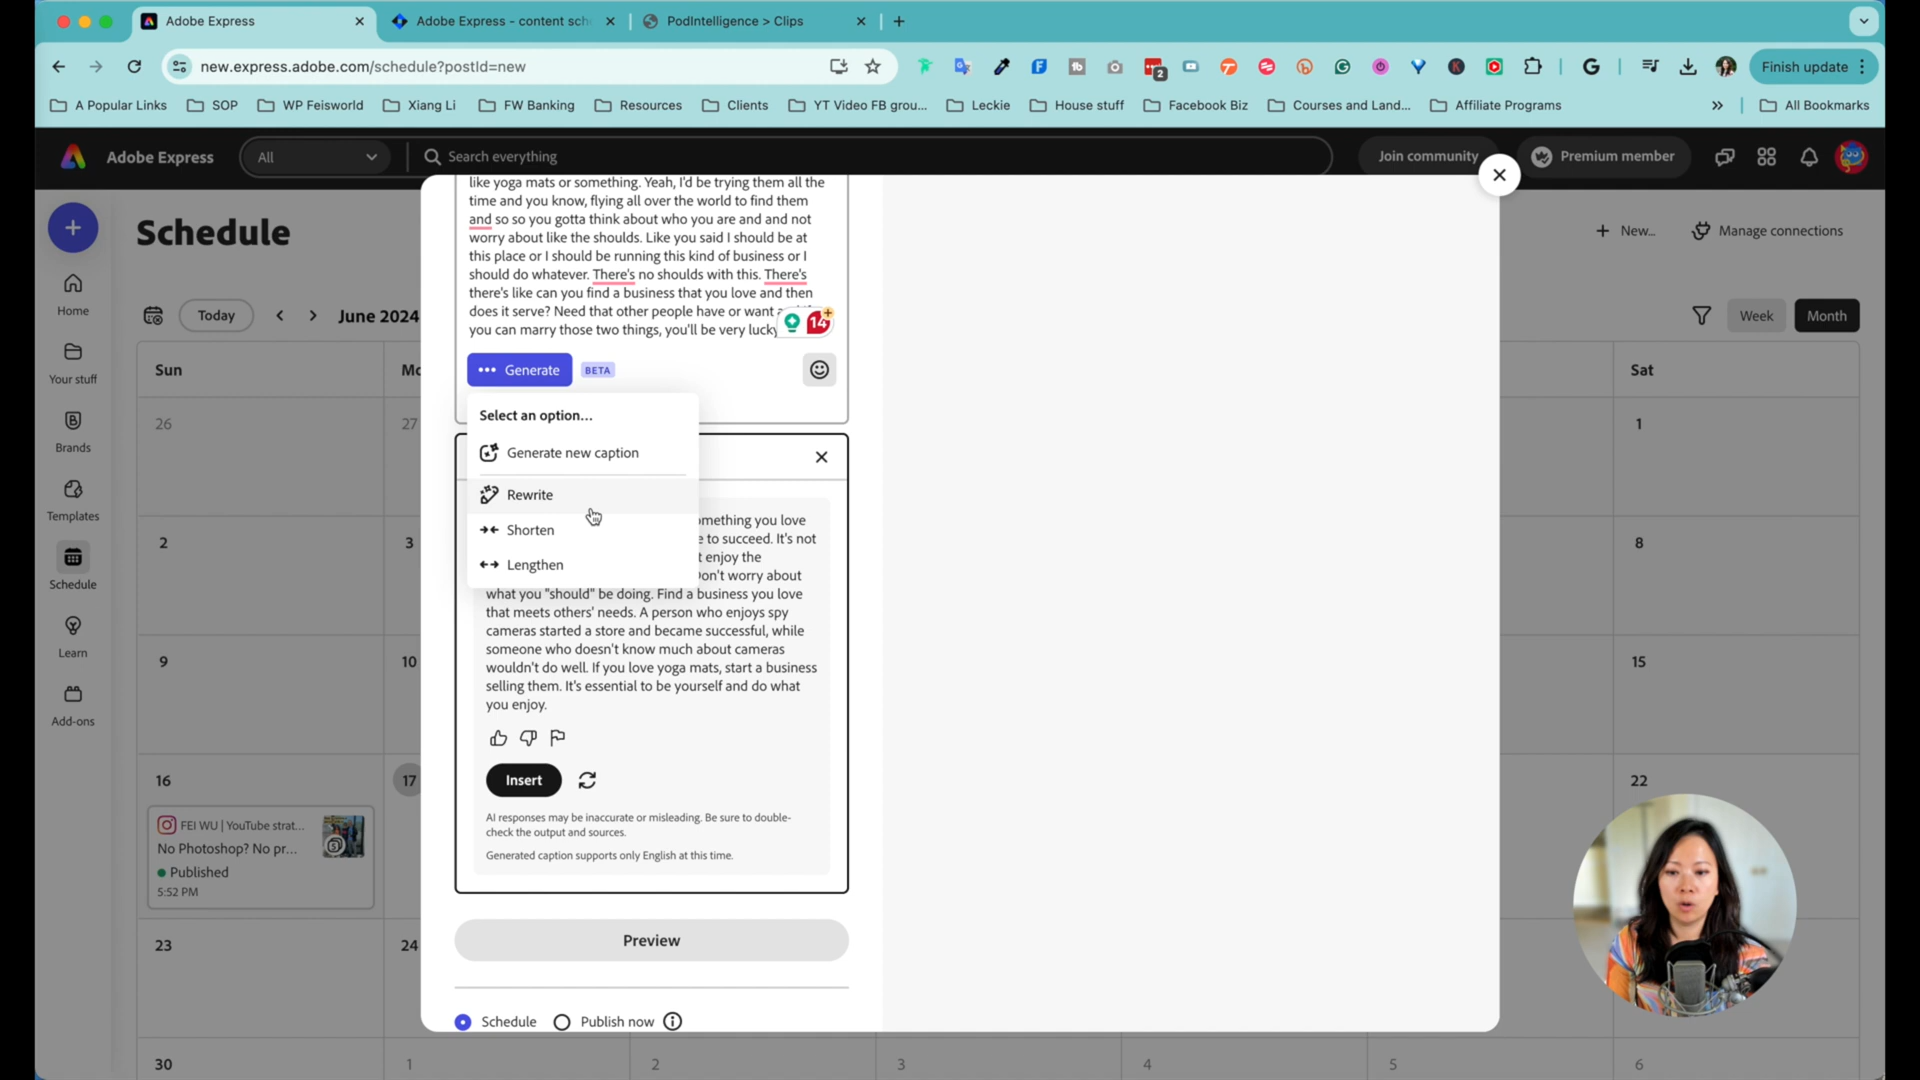 Adobe Express
Adobe Express - content sch
PodIntelligence > Clips
new.express.adobe.com/schedule?postId=new
2
Finish update
A Popular Links
SOP
WP Feisworld
Xiang Li
FW Banking
Resources
Clients
YT Video FB grou...
Leckie
House stuff
Facebook Biz
Courses and Land...
Affiliate Programs
All Bookmarks
Adobe Express
All
Search everything
Join community
Premium member
Schedule
New...
Manage connections
Today
June 2024
Week
Month
Home
Your stuff
Brands
Templates
Schedule
Learn
Add-ons
Sun
Mo
Sat
26
27
1
2
3
8
9
10
15
16
17
22
FEI WU | YouTube strat...
No Photoshop? No pr...
Published
5:52 PM
23
24
30
1
2
3
4
5
6
like yoga mats or something. Yeah, I'd be trying them all the
time and you know, flying all over the world to find them
and so so you gotta think about who you are and and not
worry about like the shoulds. Like you said I should be at
this place or I should be running this kind of business or I
should do whatever. There's no shoulds with this. There's
there's like can you find a business that you love and then
does it serve? Need that other people have or want
you can marry those two things, you'll be very lucky
14
Generate
BETA
Select an option...
Generate new caption
Rewrite
Shorten
Lengthen
mething you love
e to succeed. It's not
t enjoy the
Don't worry about
what you "should" be doing. Find a business you love
that meets others' needs. A person who enjoys spy
cameras started a store and became successful, while
someone who doesn't know much about cameras
wouldn't do well. If you love yoga mats, start a business
selling them. It's essential to be yourself and do what
you enjoy.
Insert
AI responses may be inaccurate or misleading. Be sure to double-
check the output and sources.
Generated caption supports only English at this time.
Preview
Schedule
Publish now